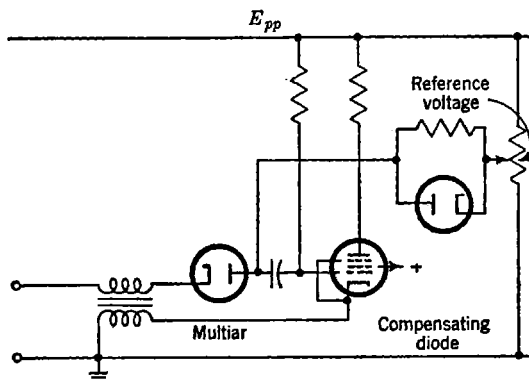 E_pp
Reference
voltage
+
Multiar
Compensating
diode